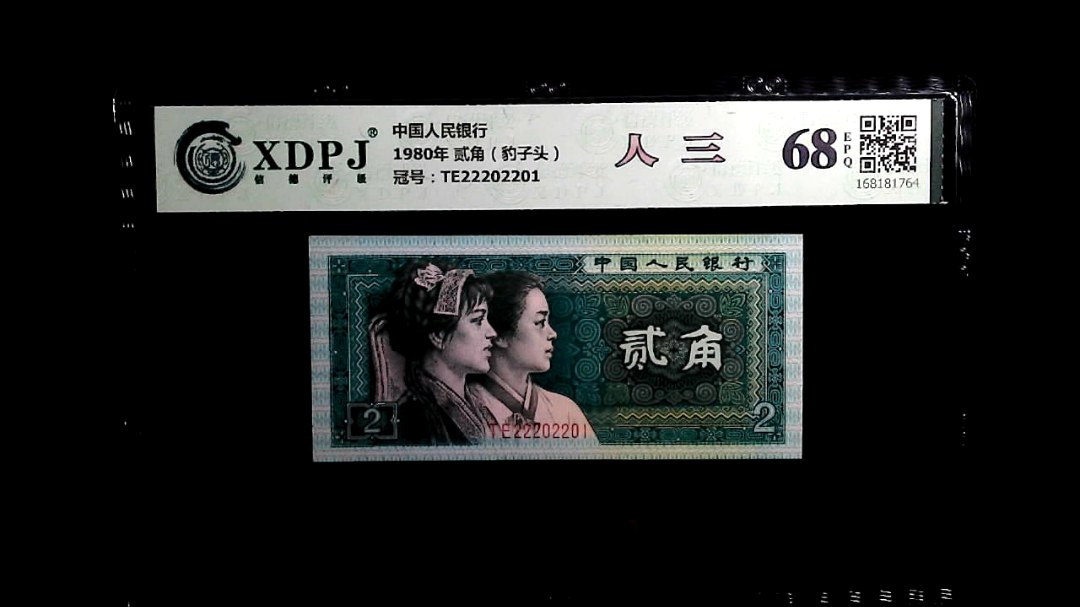 XDPJ®
信德评级
中国人民银行
1980年 贰角（豹子头）
冠号：TE22202201
人三
68
EPQ
168181764
中国人民银行
贰角
2
2
TE22202201